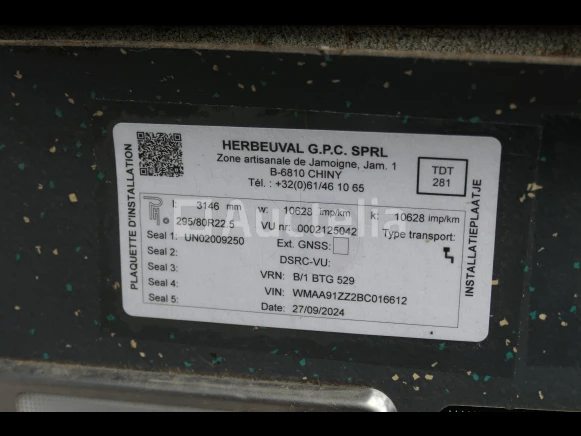 HERBEUVAL G.P.C. SPRL
Zone artisanale de Jamoigne, Jam. 1
B-6810 CHINY
Tél. : +32(0)61/46 10 65
TDT
281
PLAQUETTE D'INSTALLATION
l: 3146 mm w: 10628 imp/km k: 10628 imp/km
295/80R22.5 VU nr: 0002125042 Type transport:
Seal 1: UN02009250 Ext. GNSS:
Seal 2: DSRC-VU:
Seal 3: VRN: B/1 BTG 529
Seal 4: VIN: WMAA91ZZ2BC016612
Seal 5: Date: 27/09/2024
INSTALLATIEPLAATJE